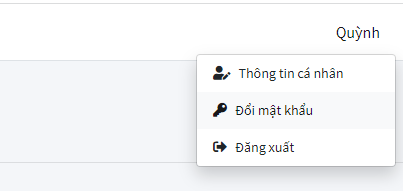 Quỳnh
Thông tin cá nhân
Đổi mật khẩu
Đăng xuất